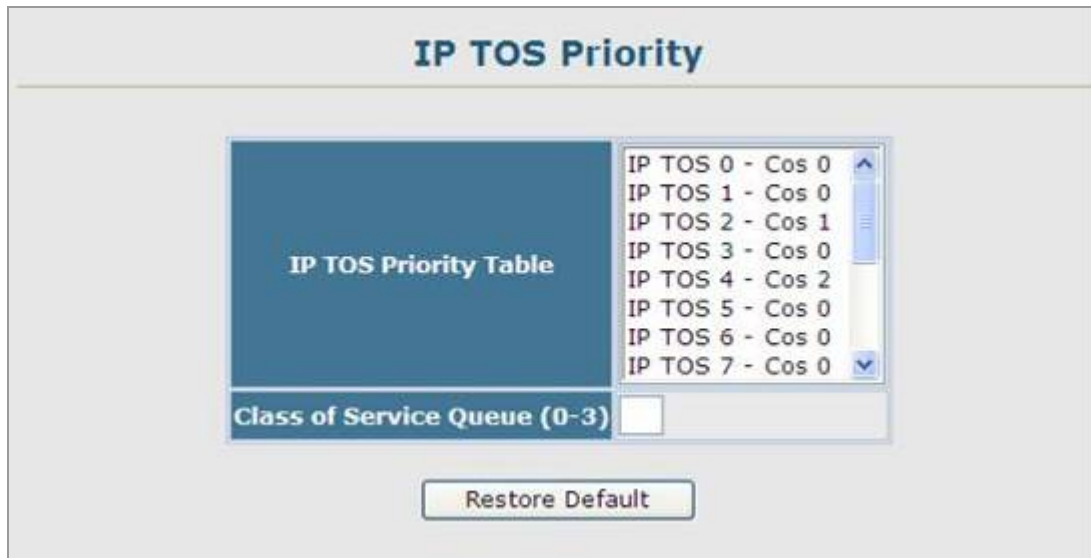 IP TOS Priority
IP TOS Priority Table
IP TOS 0 - Cos 0
IP TOS 1 - Cos 0
IP TOS 2 - Cos 1
IP TOS 3 - Cos 0
IP TOS 4 - Cos 2
IP TOS 5 - Cos 0
IP TOS 6 - Cos 0
IP TOS 7 - Cos 0
Class of Service Queue (0-3)
Restore Default